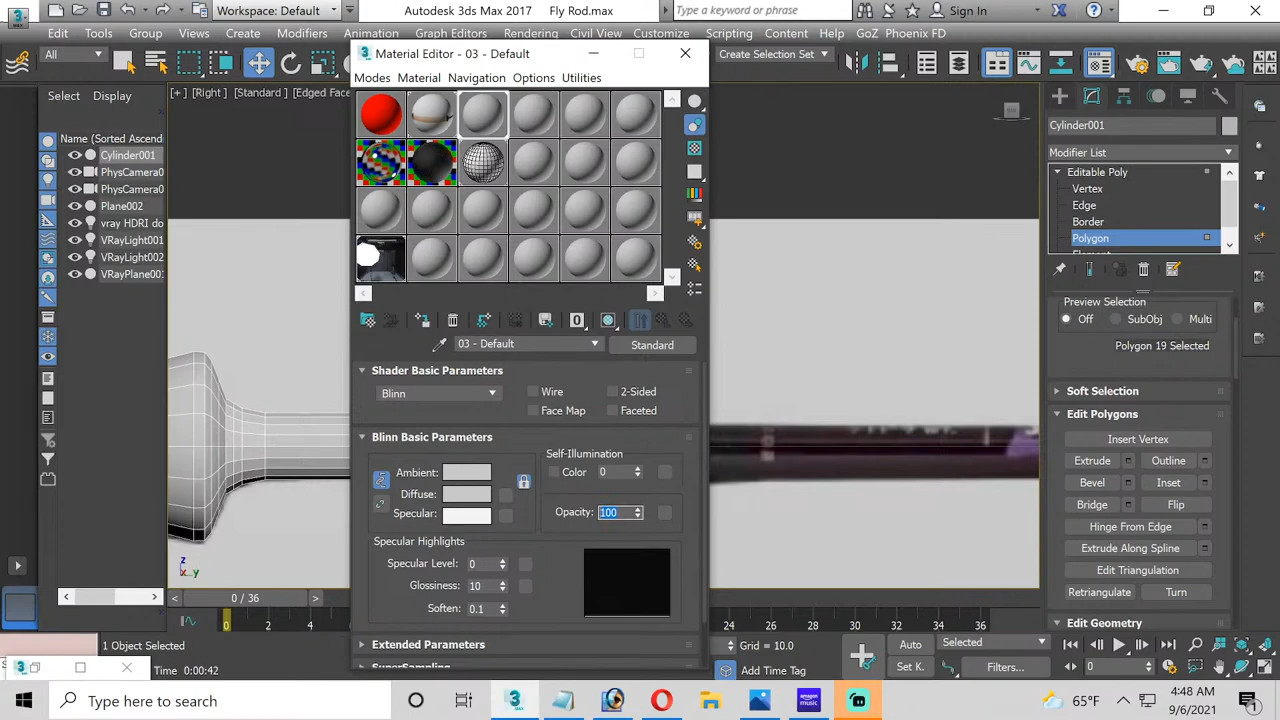 Workspace: Default
Autodesk 3ds Max 2017
Fly Rod.max
Type a keyword or phrase
Sign In
Group
Views
Create
Modifiers
V-Ray
Civil View
Customize
Scripting
Content
Arnold
Help
GoZ
Phoenix FD
All
Create Selection Set
Select
Display
[+] [Right] [Standard] [Edged Face
Name (Sorted Ascend
Cylinder001
PhysCamera0
PhysCamera0
Plane002
vray HDRI do
VRayLight001
VRayLight002
VRayPlane00
Material Editor - 03 - Default
Modes
Material
Navigation
Options
Utilities
03 - Default
Standard
Shader Basic Parameters
Blinn
Wire
2-Sided
Face Map
Faceted
Blinn Basic Parameters
Self-Illumination
Ambient:
Color
0
Diffuse:
Specular:
Opacity:
100
Specular Highlights
Specular Level:
0
Glossiness:
10
Soften:
0.1
Extended Parameters
SuperSampling
Cylinder001
Modifier List
Editable Poly
Vertex
Edge
Border
Polygon
Element
Preview Selection
Off
SubObj
Multi
Polygon 19 Selected
Soft Selection
Edit Polygons
Insert Vertex
Extrude
Outline
Bevel
Inset
Bridge
Flip
Hinge From Edge
Extrude Along Spline
Edit Triangulation
Retriangulate
Turn
Edit Geometry
z
x
y
0 / 36
0
2
4
24
26
28
30
32
34
36
1 Object Selected
Time: 0:00:42
Grid = 10.0
Add Time Tag
Auto
Selected
Set K.
Filters...
0
Type here to search
amazon music
65°F
4:48 AM
9/6/2021
1